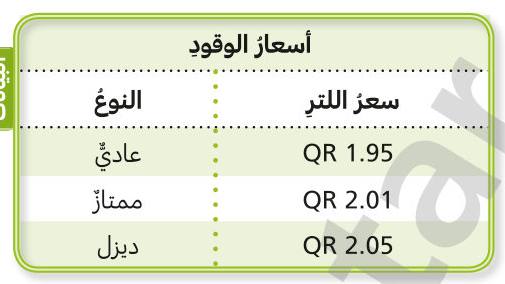 أسعارُ الوقودِ
النوعُ سعرُ اللترِ
عاديٌّ QR 1.95
ممتازٌ QR 2.01
ديزل QR 2.05